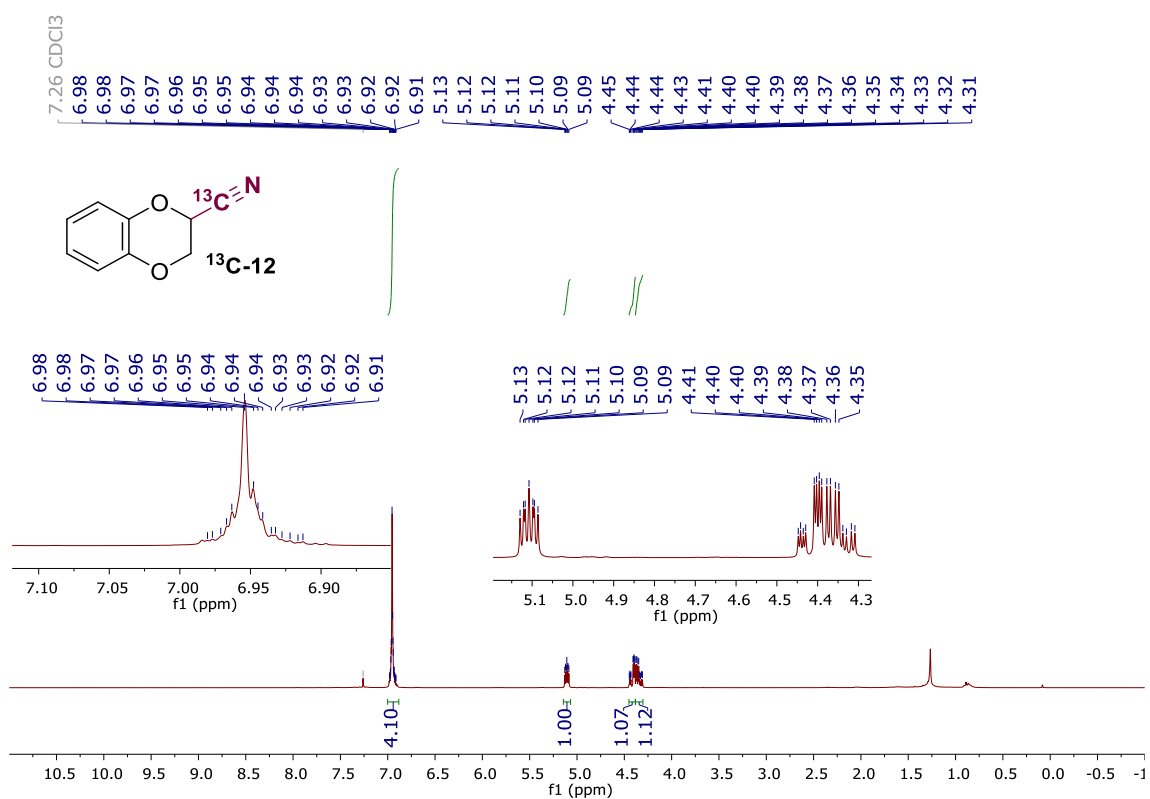 7.26 CDCl3
6.98 6.98 6.97 6.97 6.96 6.95 6.95 6.94 6.94 6.94 6.93 6.93 6.92 6.92 6.91 5.13 5.12 5.12 5.11 5.10 5.09 5.09 4.45 4.44 4.44 4.43 4.41 4.40 4.40 4.39 4.38 4.37 4.36 4.35 4.34 4.33 4.32 4.31
O
13C
N
O
13C-12
6.98 6.98 6.97 6.97 6.96 6.95 6.95 6.94 6.94 6.94 6.93 6.93 6.92 6.92 6.91
5.13 5.12 5.12 5.11 5.10 5.09 5.09 4.41 4.40 4.40 4.39 4.38 4.37 4.36 4.35
7.10 7.05 7.00 6.95 6.90
f1 (ppm)
5.1 5.0 4.9 4.8 4.7 4.6 4.5 4.4 4.3
f1 (ppm)
4.10 1.00 1.07 1.12
10.5 10.0 9.5 9.0 8.5 8.0 7.5 7.0 6.5 6.0 5.5 5.0 4.5 4.0 3.5 3.0 2.5 2.0 1.5 1.0 0.5 0.0 -0.5 -1
f1 (ppm)